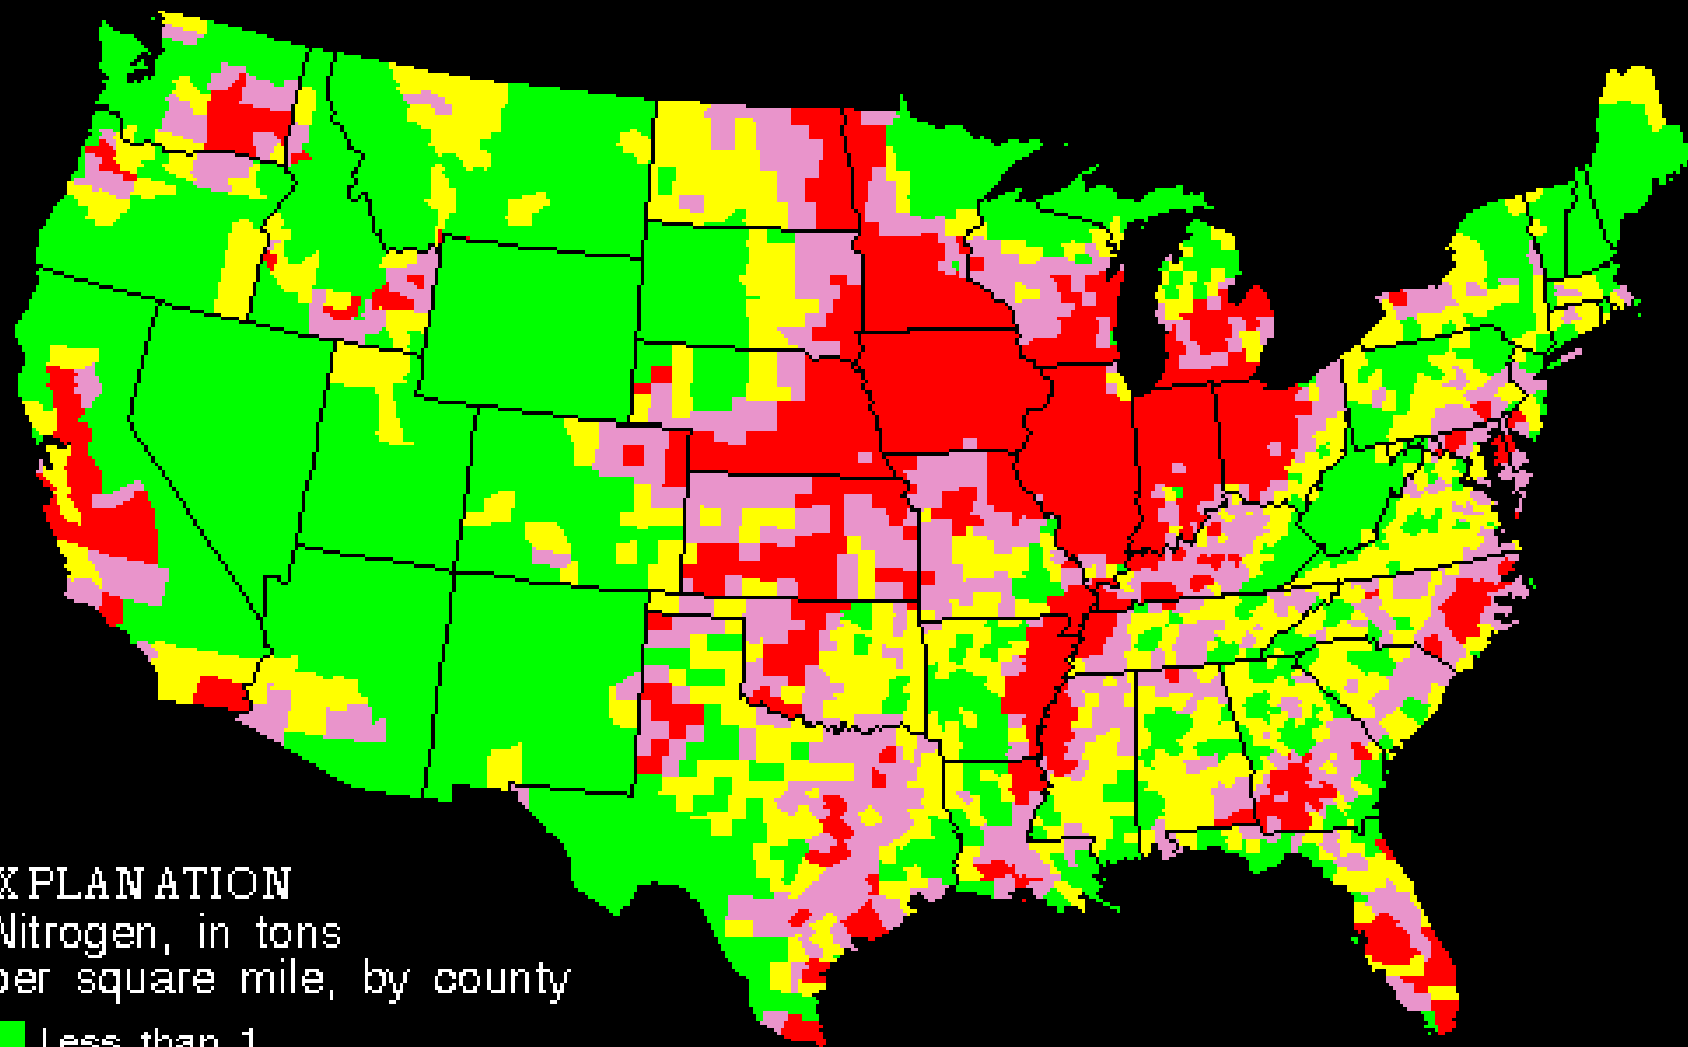 XPLANATION
Nitrogen, in tons
per square mile, by county
Less than 1